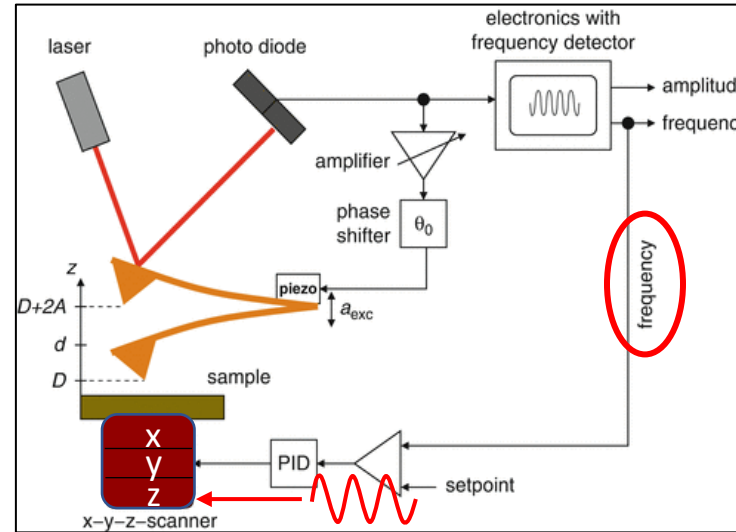 laser
photo diode
electronics with
frequency detector
amplitud
frequenc
amplifier
phase
shifter
θ₀
piezo
aₑₓc
z
D+2A
d
D
sample
frequency
x
y
z
PID
setpoint
x–y–z–scanner